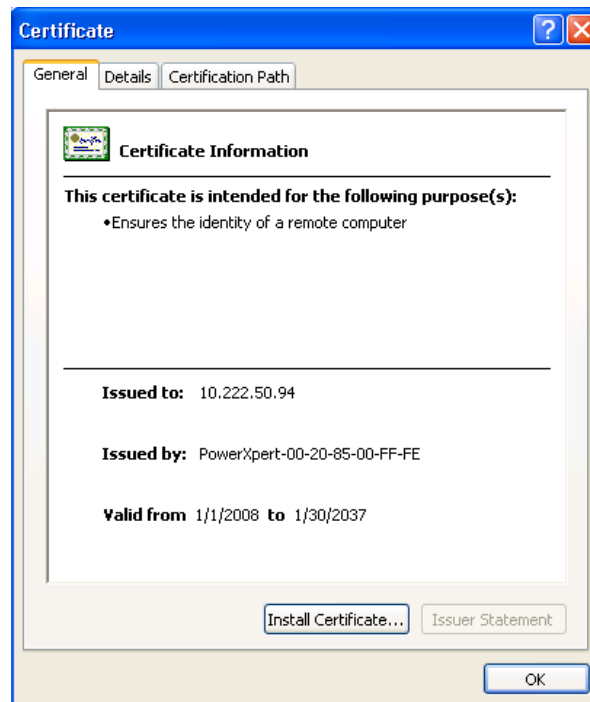 Certificate
General Details Certification Path
Certificate Information
This certificate is intended for the following purpose(s):
•Ensures the identity of a remote computer
Issued to: 10.222.50.94
Issued by: PowerXpert-00-20-85-00-FF-FE
Valid from 1/1/2008 to 1/30/2037
Install Certificate... Issuer Statement
OK